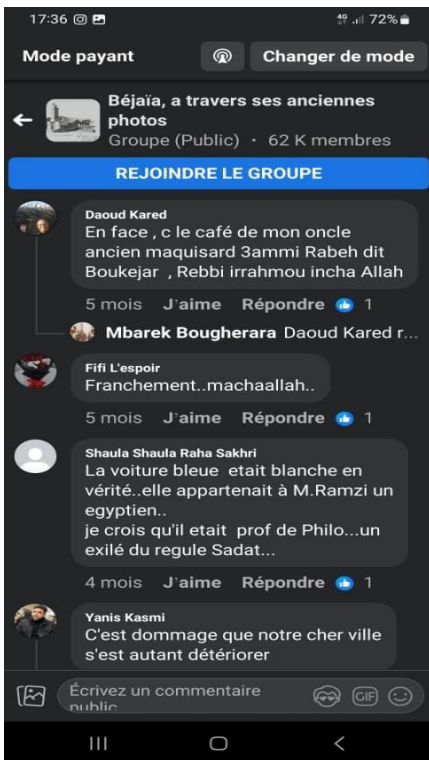 17:36
4G 72%
Mode payant
Changer de mode
Béjaïa, a travers ses anciennes
photos
Groupe (Public) · 62 K membres
REJOINDRE LE GROUPE
Daoud Kared
En face , c le café de mon oncle
ancien maquisard 3ammi Rabeh dit
Boukejar , Rebbi irrahmou incha Allah
5 mois J'aime Répondre 1
Mbarek Bougherara Daoud Kared r...
Fifi L'espoir
Franchement..machaallah..
5 mois J'aime Répondre 1
Shaula Shaula Raha Sakhri
La voiture bleue etait blanche en
vérité..elle appartenait à M.Ramzi un
egyptien..
je crois qu'il etait prof de Philo...un
exilé du regule Sadat...
4 mois J'aime Répondre 1
Yanis Kasmi
C'est dommage que notre cher ville
s'est autant détériorer
Écrivez un commentaire
public
GIF